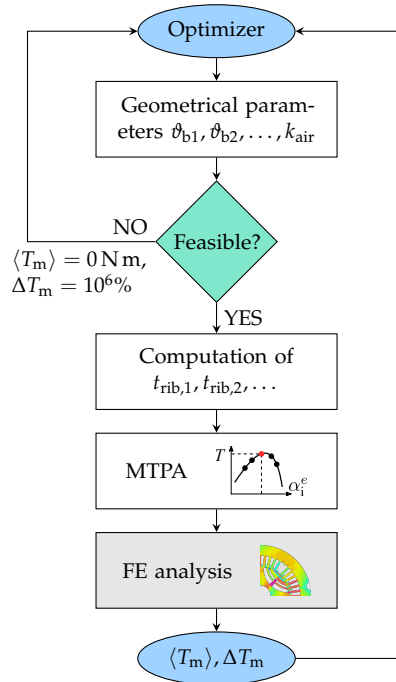 Optimizer
Geometrical param-
eters ϑb1, ϑb2, . . . , kair
NO
Feasible?
⟨Tm⟩ = 0 N m,
ΔTm = 10⁶%
YES
Computation of
trib,1, trib,2, . . .
T
MTPA
αᵢᵉ
FE analysis
⟨Tm⟩, ΔTm